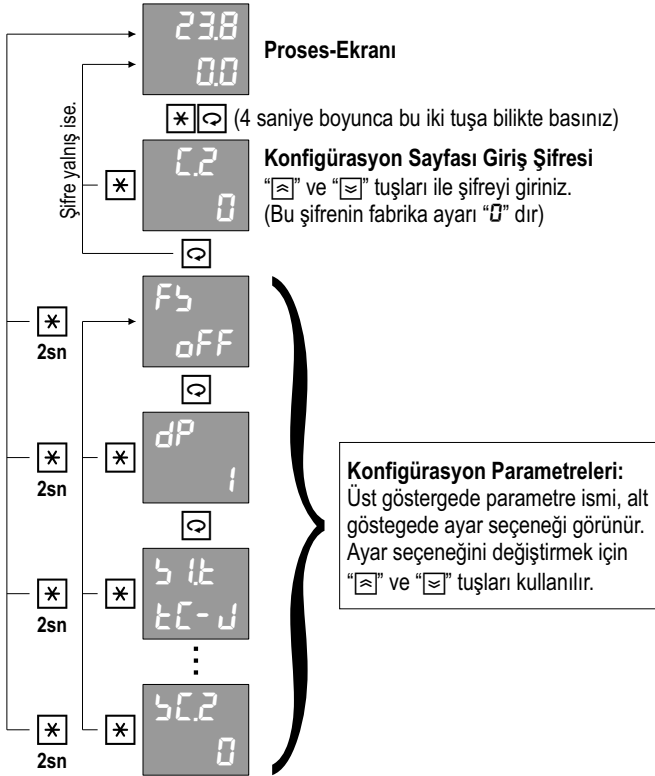 23.8
0.0
Proses-Ekranı
(4 saniye boyunca bu iki tuşa bilikte basınız)
Şifre yalnış ise.
C.2
0
Konfigürasyon Sayfası Giriş Şifresi
“ ” ve “ ” tuşları ile şifreyi giriniz.
(Bu şifrenin fabrika ayarı “0” dır)
FS
oFF
2sn
dP
1
2sn
Konfigürasyon Parametreleri:
Üst göstergede parametre ismi, alt
göstegede ayar seçeneği görünür.
Ayar seçeneğini değiştirmek için
“ ” ve “ ” tuşları kullanılır.
S1.t
tC-J
2sn
SC.2
0
2sn